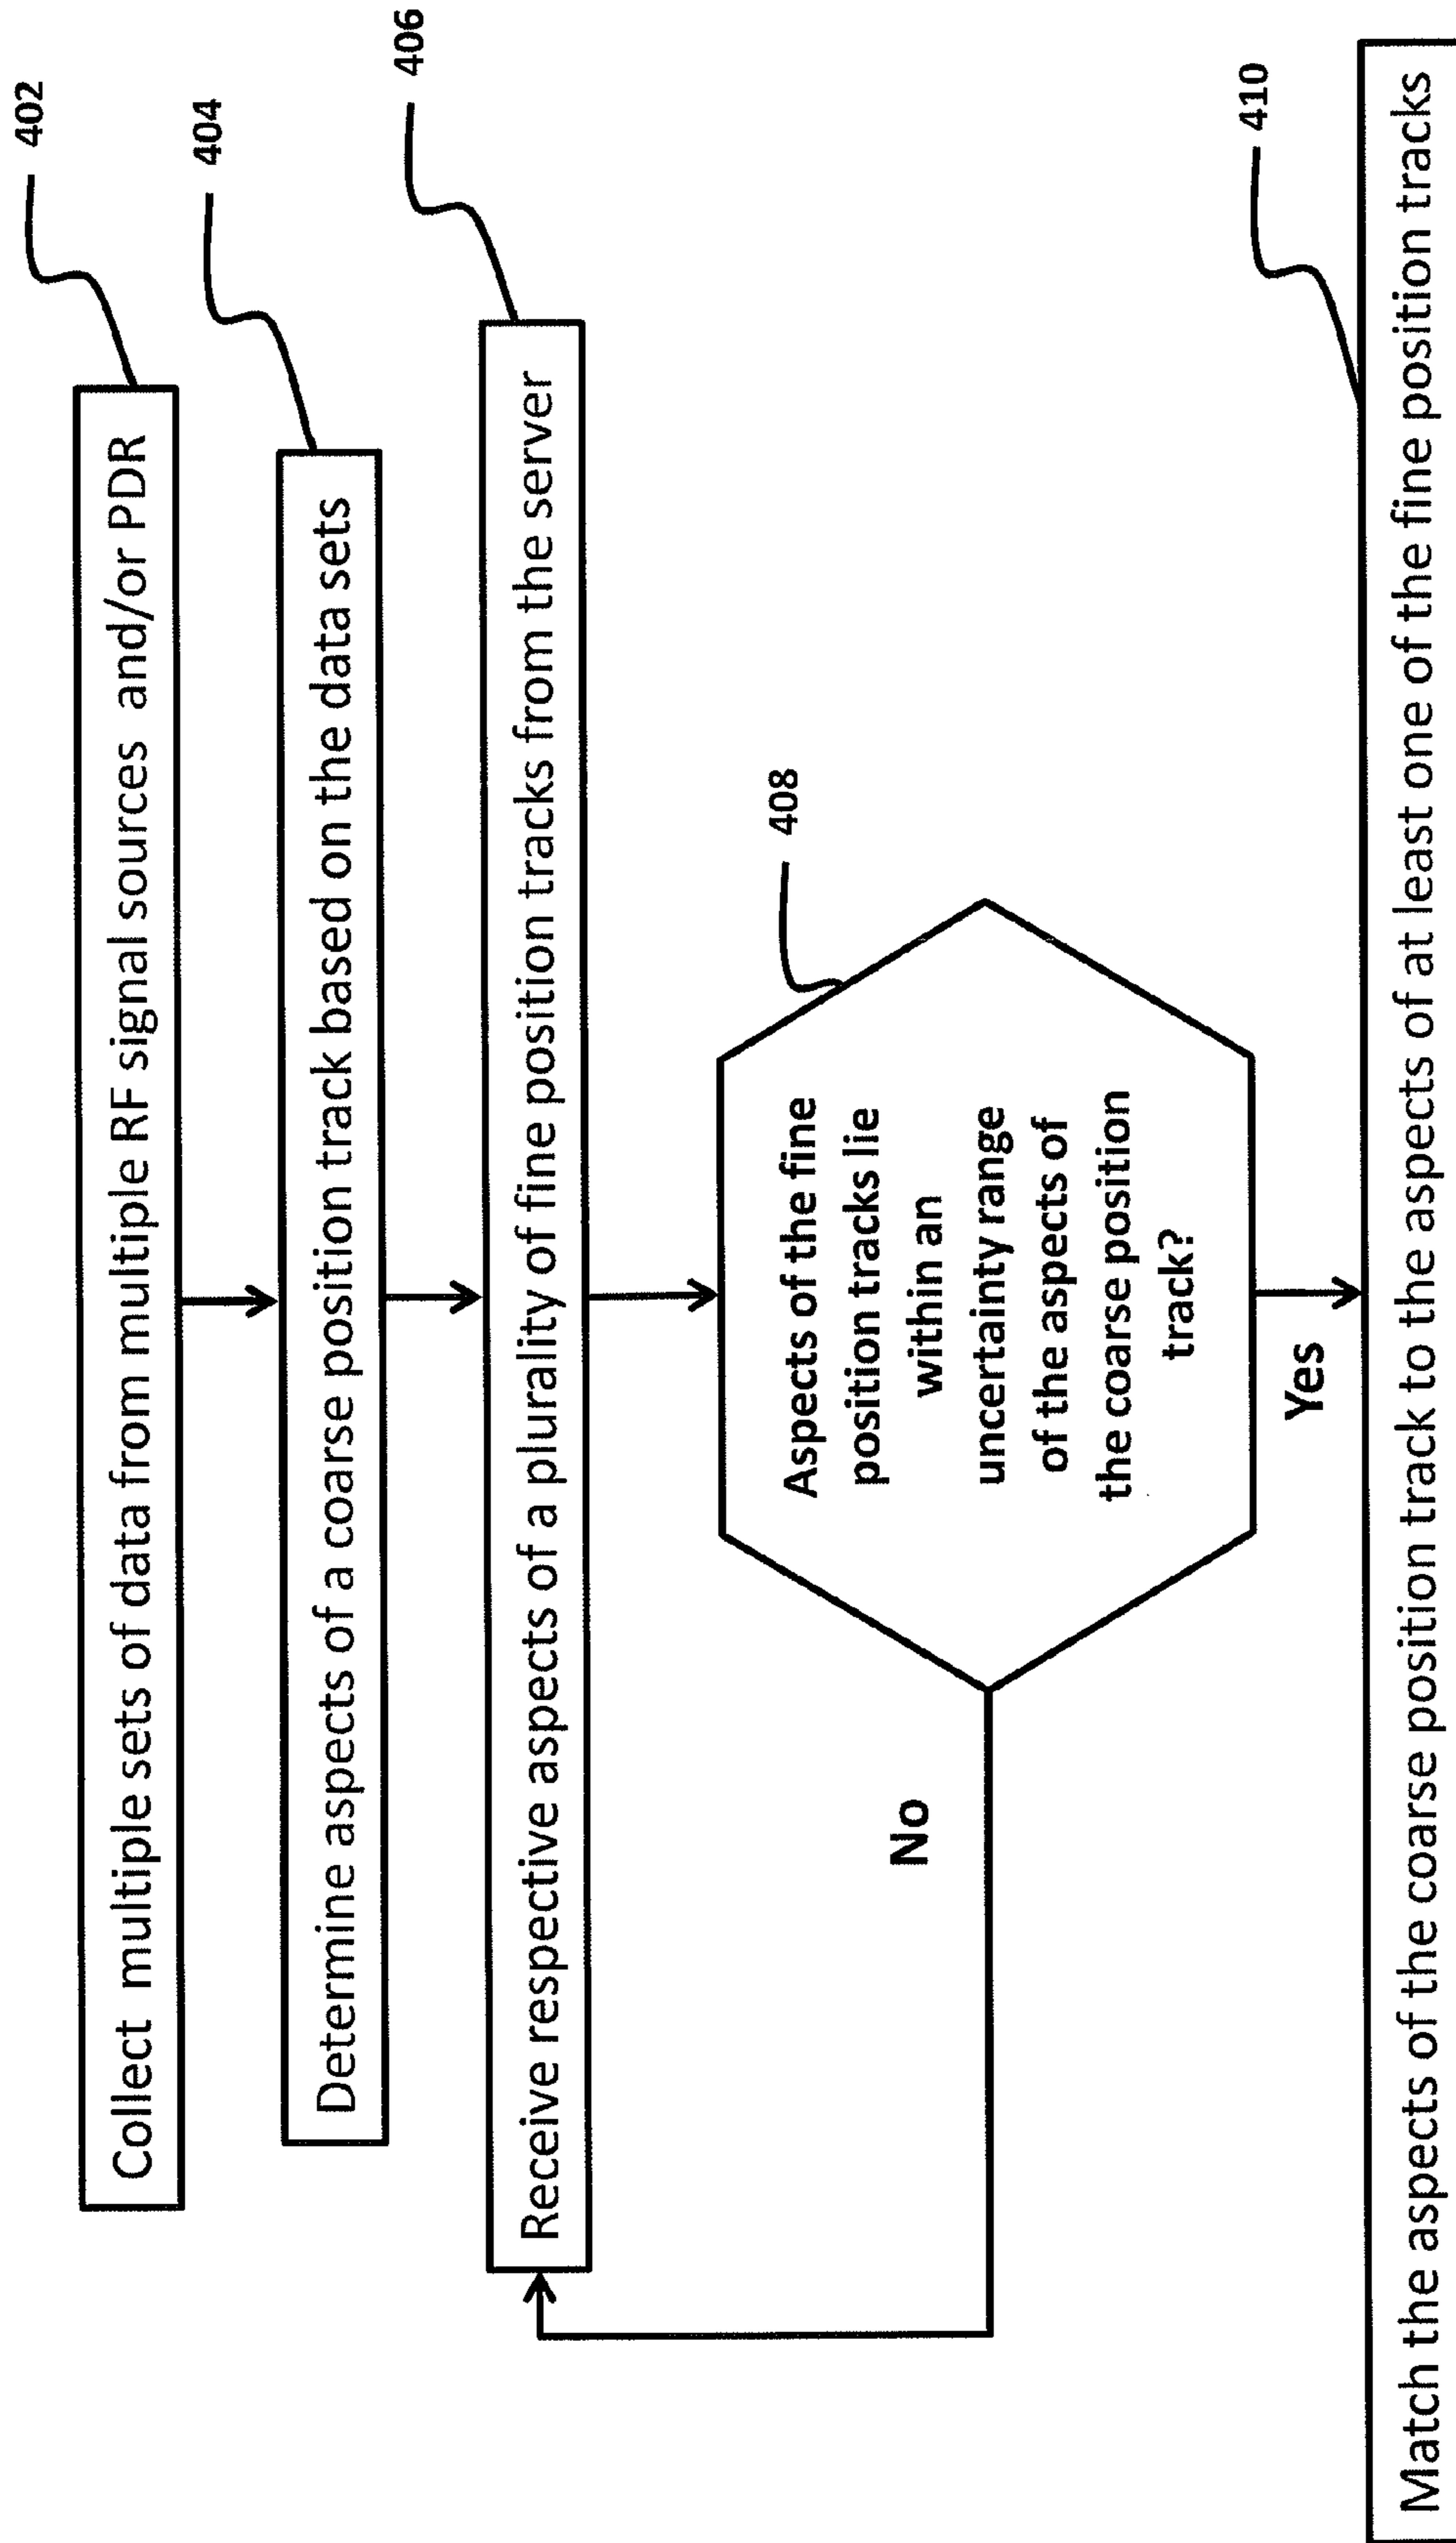 402
Collect multiple sets of data from multiple RF signal sources and/or PDR
404
Determine aspects of a coarse position track based on the data sets
406
Receive respective aspects of a plurality of fine position tracks from the server
408
Aspects of the fine
position tracks lie
within an
uncertainty range
of the aspects of
the coarse position
track?
No
Yes
410
Match the aspects of the coarse position track to the aspects of at least one of the fine position tracks